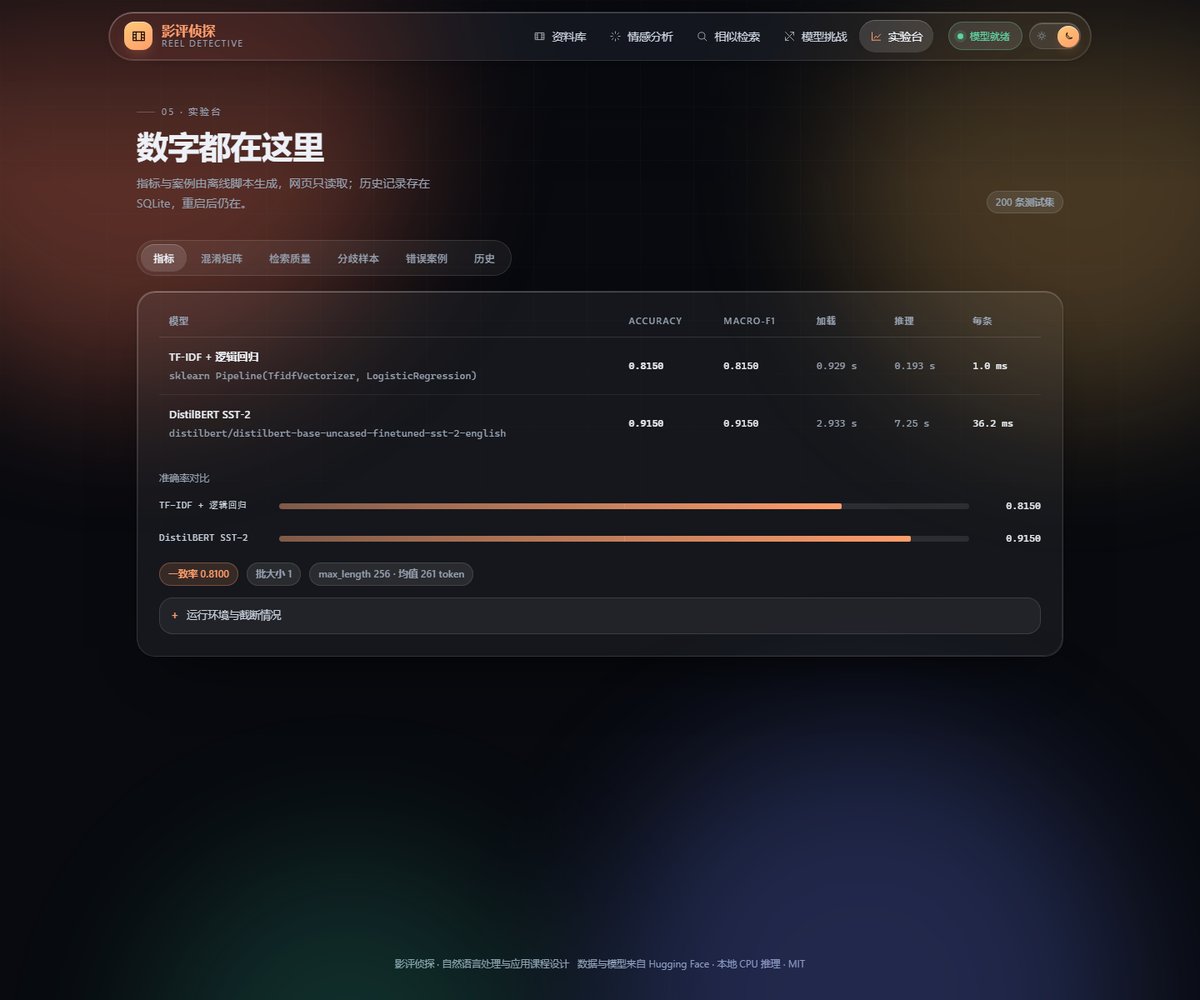 影评侦探
REEL DETECTIVE
资料库 情感分析 相似检索 模型挑战 实验台 模型就绪
05 · 实验台
数字都在这里
指标与案例由离线脚本生成，网页只读取；历史记录存在
SQLite，重启后仍在。
200 条测试集
指标 混淆矩阵 检索质量 分歧样本 错误案例 历史
模型 ACCURACY MACRO-F1 加载 推理 每条
TF-IDF + 逻辑回归
sklearn Pipeline(TfidfVectorizer, LogisticRegression)
0.8150 0.8150 0.929 s 0.193 s 1.0 ms
DistilBERT SST-2
distilbert/distilbert-base-uncased-finetuned-sst-2-english
0.9150 0.9150 2.933 s 7.25 s 36.2 ms
准确率对比
TF-IDF + 逻辑回归 0.8150
DistilBERT SST-2 0.9150
一致率 0.8100 批大小 1 max_length 256 · 均值 261 token
+ 运行环境与截断情况
影评侦探 · 自然语言处理与应用课程设计 数据与模型来自 Hugging Face · 本地 CPU 推理 · MIT